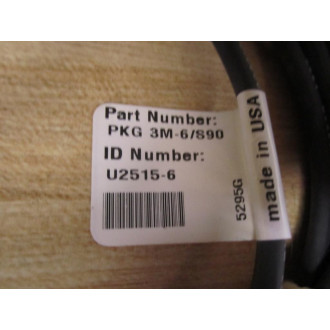 Part Number:
PKG 3M-6/S90
ID Number:
U2515-6
5295G
made in USA